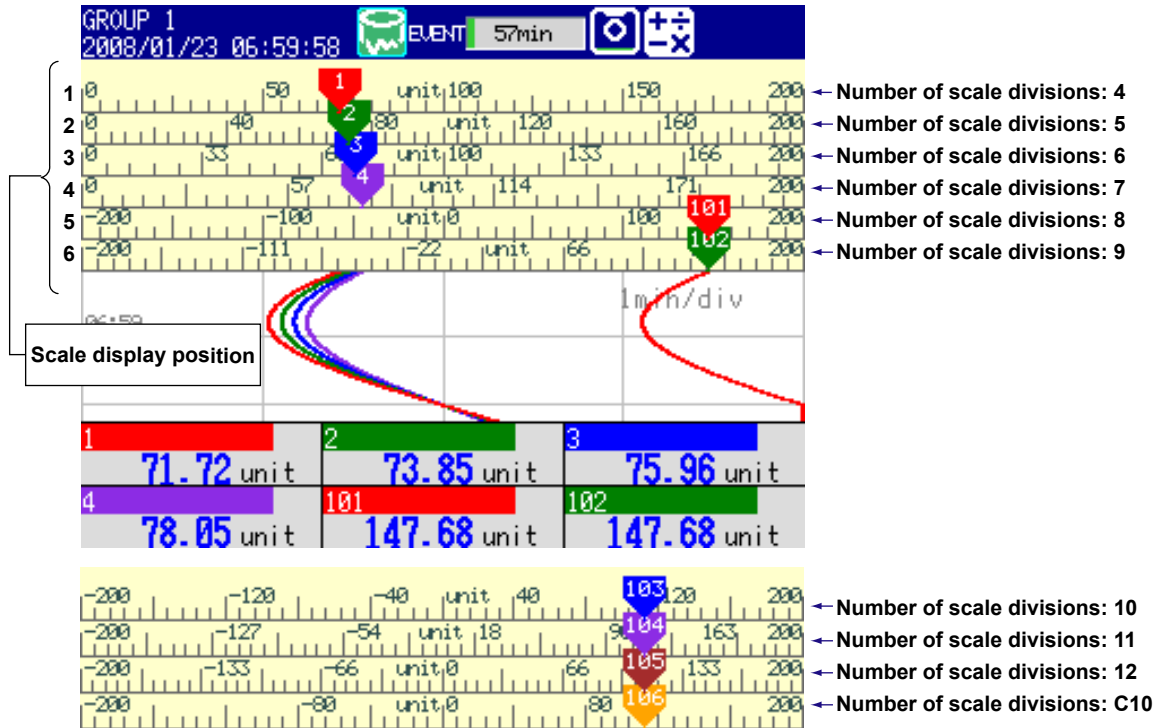 GROUP 1
2008/01/23 06:59:58
EVENT 57min
1 0 50 1 unit 100 150 200 Number of scale divisions: 4
2 0 40 2 80 unit 120 160 200 Number of scale divisions: 5
3 0 33 3 unit 100 133 166 200 Number of scale divisions: 6
4 0 57 4 unit 114 171 200 Number of scale divisions: 7
5 -200 -100 unit 0 100 101 200 Number of scale divisions: 8
6 -200 -111 -22 unit 66 102 200 Number of scale divisions: 9
1min/div
06:59
Scale display position
1 2 3
71.72 unit 73.85 unit 75.96 unit
4 101 102
78.05 unit 147.68 unit 147.68 unit
-200 -120 -40 unit 40 103 120 200 Number of scale divisions: 10
-200 -127 -54 unit 18 104 163 200 Number of scale divisions: 11
-200 -133 -66 unit 0 66 105 133 200 Number of scale divisions: 12
-200 -80 unit 0 80 106 200 Number of scale divisions: C10